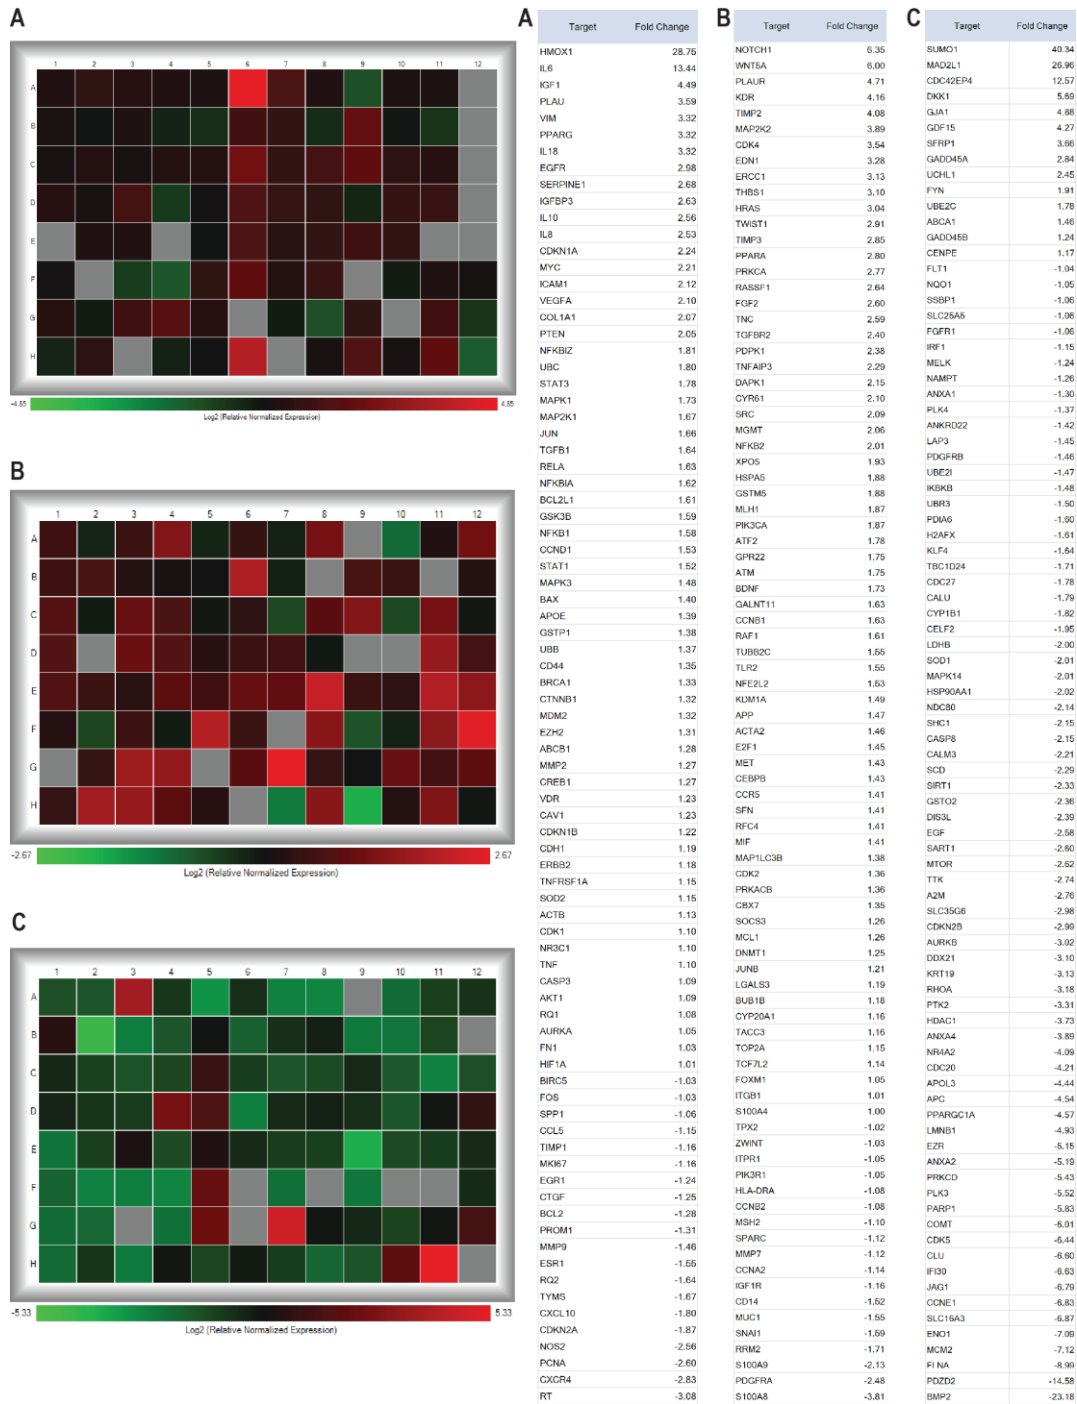 A
1 2 3 4 5 6 7 8 9 10 11 12
A
B
C
D
E
F
G
H
-4.85 4.85
Log2 (Relative Normalized Expression)
B
1 2 3 4 5 6 7 8 9 10 11 12
A
B
C
D
E
F
G
H
-2.67 2.67
Log2 (Relative Normalized Expression)
C
1 2 3 4 5 6 7 8 9 10 11 12
A
B
C
D
E
F
G
H
-5.33 5.33
Log2 (Relative Normalized Expression)
A
Target Fold Change
HMOX1 28.75
IL6 13.44
IGF1 4.49
PLAU 3.59
VIM 3.32
PPARG 3.32
IL18 3.32
EGFR 2.98
SERPINE1 2.68
IGFBP3 2.63
IL10 2.56
IL8 2.53
CDKN1A 2.24
MYC 2.21
ICAM1 2.12
VEGFA 2.10
COL1A1 2.07
PTEN 2.05
NFKBIZ 1.81
UBC 1.80
STAT3 1.78
MAPK1 1.73
MAP2K1 1.67
JUN 1.66
TGFB1 1.64
RELA 1.63
NFKBIA 1.62
BCL2L1 1.61
GSK3B 1.59
NFKB1 1.58
CCND1 1.53
STAT1 1.52
MAPK3 1.48
BAX 1.40
APOE 1.39
GSTP1 1.38
UBB 1.37
CD44 1.35
BRCA1 1.33
CTNNB1 1.32
MDM2 1.32
EZH2 1.31
ABCB1 1.28
MMP2 1.27
CREB1 1.27
VDR 1.23
CAV1 1.23
CDKN1B 1.22
CDH1 1.19
ERBB2 1.18
TNFRSF1A 1.15
SOD2 1.15
ACTB 1.13
CDK1 1.10
NR3C1 1.10
TNF 1.10
CASP3 1.09
AKT1 1.09
RQ1 1.08
AURKA 1.05
FN1 1.03
HIF1A 1.01
BIRC5 -1.03
FOS -1.03
SPP1 -1.06
CCL5 -1.15
TIMP1 -1.16
MKI67 -1.16
EGR1 -1.24
CTGF -1.25
BCL2 -1.28
PROM1 -1.31
MMP9 -1.46
ESR1 -1.55
RQ2 -1.64
TYMS -1.67
CXCL10 -1.80
CDKN2A -1.87
NOS2 -2.56
PCNA -2.60
CXCR4 -2.83
RT -3.08
B
Target Fold Change
NOTCH1 6.35
WNT5A 6.00
PLAUR 4.71
KDR 4.16
TIMP2 4.08
MAP2K2 3.89
CDK4 3.54
EDN1 3.28
ERCC1 3.13
THBS1 3.10
HRAS 3.04
TWIST1 2.91
TIMP3 2.85
PPARA 2.80
PRKCA 2.77
RASSF1 2.64
FGF2 2.60
TNC 2.59
TGFBR2 2.40
PDPK1 2.38
TNFAIP3 2.29
DAPK1 2.15
CYR61 2.10
SRC 2.09
MGMT 2.06
NFKB2 2.01
XPO5 1.93
HSPA5 1.88
GSTM5 1.88
MLH1 1.87
PIK3CA 1.87
ATF2 1.78
GPR22 1.75
ATM 1.75
BDNF 1.73
GALNT11 1.63
CCNB1 1.63
RAF1 1.61
TUBB2C 1.55
TLR2 1.55
NFE2L2 1.53
KDM1A 1.49
APP 1.47
ACTA2 1.46
E2F1 1.45
MET 1.43
CEBPB 1.43
CCR5 1.41
SFN 1.41
RFC4 1.41
MIF 1.41
MAP1LC3B 1.38
CDK2 1.36
PRKACB 1.36
CBX7 1.35
SOCS3 1.26
MCL1 1.26
DNMT1 1.25
JUNB 1.21
LGALS3 1.19
BUB1B 1.18
CYP20A1 1.16
TACC3 1.16
TOP2A 1.15
TCF7L2 1.14
FOXM1 1.05
ITGB1 1.01
S100A4 1.00
TPX2 -1.02
ZWINT -1.03
ITPR1 -1.05
PIK3R1 -1.05
HLA-DRA -1.08
CCNB2 -1.08
MSH2 -1.10
SPARC -1.12
MMP7 -1.12
CCNA2 -1.14
IGF1R -1.16
CD14 -1.52
MUC1 -1.55
SNAI1 -1.59
RRM2 -1.71
S100A9 -2.13
PDGFRA -2.48
S100A8 -3.81
C
Target Fold Change
SUMO1 40.34
MAD2L1 26.96
CDC42EP4 12.57
DKK1 5.69
GJA1 4.88
GDF15 4.27
SFRP1 3.66
GADD45A 2.84
UCHL1 2.45
FYN 1.91
UBE2C 1.78
ABCA1 1.46
GADD45B 1.24
CENPE 1.17
FLT1 -1.04
NQO1 -1.05
SSBP1 -1.06
SLC25A5 -1.06
FGFR1 -1.06
IRF1 -1.15
MELK -1.24
NAMPT -1.26
ANXA1 -1.30
PLK4 -1.37
ANKRD22 -1.42
LAP3 -1.45
PDGFRB -1.46
UBE2I -1.47
IKBKB -1.48
UBR3 -1.50
PDIA6 -1.60
H2AFX -1.61
KLF4 -1.64
TBC1D24 -1.71
CDC27 -1.78
CALU -1.79
CYP1B1 -1.82
CELF2 -1.95
LDHB -2.00
SOD1 -2.01
MAPK14 -2.01
HSP90AA1 -2.02
NDC80 -2.14
SHC1 -2.15
CASP8 -2.15
CALM3 -2.21
SCD -2.29
SIRT1 -2.33
GSTO2 -2.36
DIS3L -2.39
EGF -2.58
SART1 -2.60
MTOR -2.62
TTK -2.74
A2M -2.76
SLC35G6 -2.98
CDKN2B -2.99
AURKB -3.02
DDX21 -3.10
KRT19 -3.13
RHOA -3.18
PTK2 -3.31
HDAC1 -3.73
ANXA4 -3.89
NR4A2 -4.09
CDC20 -4.21
APOL3 -4.44
APC -4.54
PPARGC1A -4.57
LMNB1 -4.93
EZR -5.15
ANXA2 -5.19
PRKCD -5.43
PLK3 -5.52
PARP1 -5.83
COMT -6.01
CDK5 -6.44
CLU -6.60
IFI30 -6.63
JAG1 -6.79
CCNE1 -6.83
SLC16A3 -6.87
ENO1 -7.09
MCM2 -7.12
FLNA -8.99
PDZD2 -14.58
BMP2 -23.18